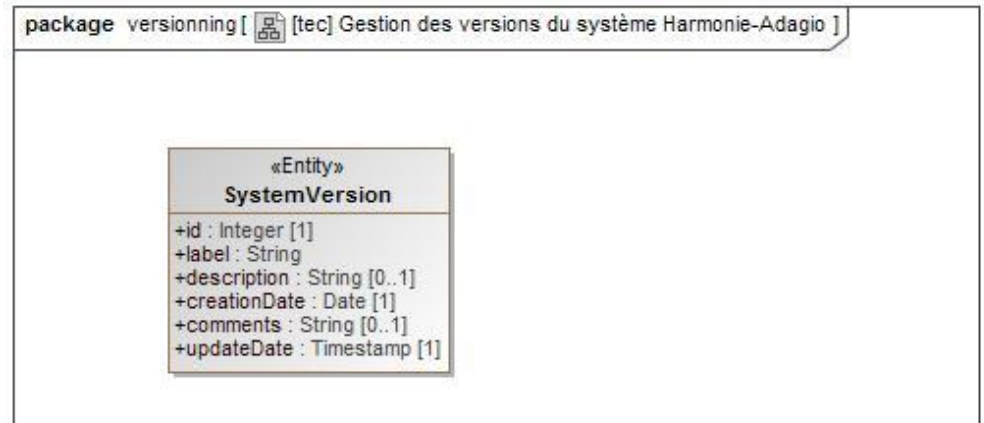 package versionning [ [tec] Gestion des versions du système Harmonie-Adagio ]
«Entity»
SystemVersion
+id : Integer [1]
+label : String
+description : String [0..1]
+creationDate : Date [1]
+comments : String [0..1]
+updateDate : Timestamp [1]